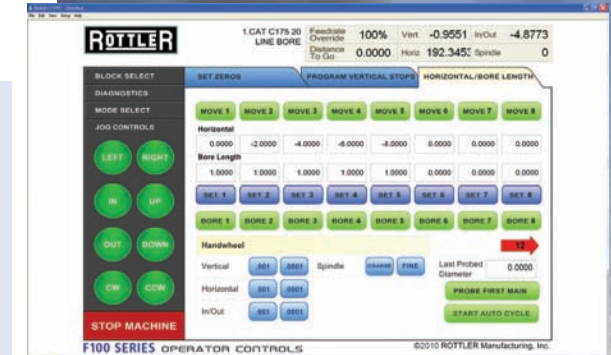 ROTTLER
1.CAT C175 20
LINE BORE
Feedrate Override 100% Vert -0.9551 In/Out -4.8773
Distance To Go 0.0000 Horiz 192.3453 Spindle 0
BLOCK SELECT
DIAGNOSTICS
MODE SELECT
JOG CONTROLS
LEFT RIGHT
IN UP
OUT DOWN
CW CCW
STOP MACHINE
SET ZEROS PROGRAM VERTICAL STOPS HORIZONTAL/BORE LENGTH
MOVE 1 MOVE 2 MOVE 3 MOVE 4 MOVE 5 MOVE 6 MOVE 7 MOVE 8
Horizontal
0.0000 -2.0000 -4.0000 -6.0000 -8.0000 0.0000 0.0000 0.0000
Bore Length
1.0000 1.0000 1.0000 1.0000 1.0000 0.0000 0.0000 0.0000
SET 1 SET 2 SET 3 SET 4 SET 5 SET 6 SET 7 SET 8
BORE 1 BORE 2 BORE 3 BORE 4 BORE 5 BORE 6 BORE 7 BORE 8
Handwheel 12
Vertical .001 .0001 Spindle COARSE FINE Last Probed Diameter 0.0000
Horizontal .001 .0001 PROBE FIRST MAIN
In/Out .001 .0001 START AUTO CYCLE
F100 SERIES OPERATOR CONTROLS ©2010 ROTTLER Manufacturing, Inc.